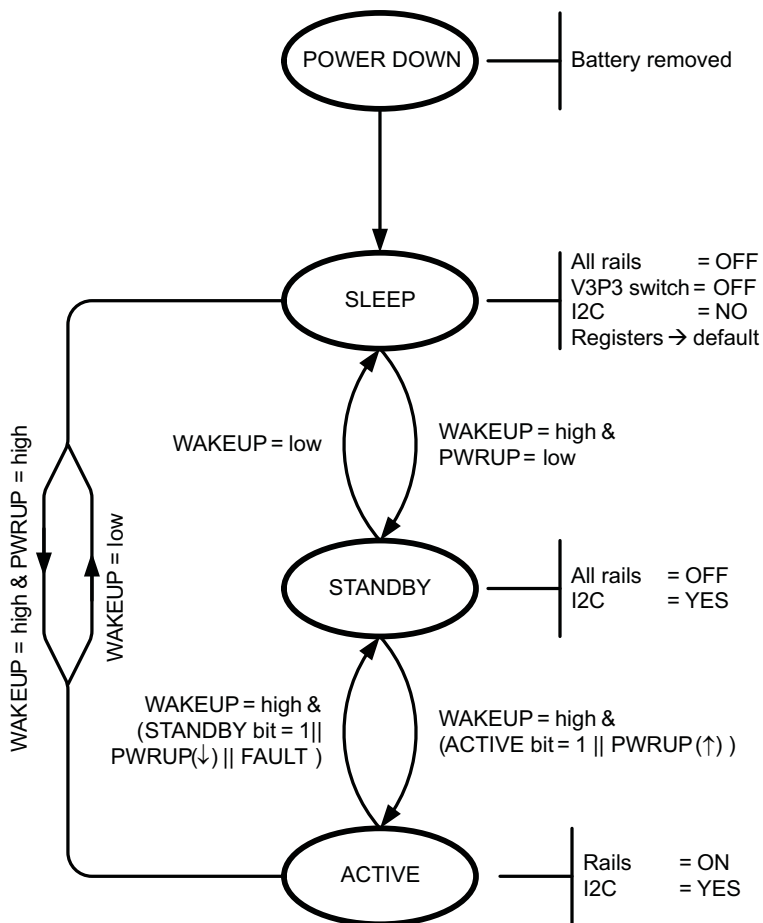 POWER DOWN
Battery removed
SLEEP
All rails = OFF
V3P3 switch = OFF
I2C = NO
Registers → default
WAKEUP = low
WAKEUP = high &
PWRUP = low
WAKEUP = high & PWRUP = high
WAKEUP = low
STANDBY
All rails = OFF
I2C = YES
WAKEUP = high &
(STANDBY bit = 1||
PWRUP(↓) || FAULT )
WAKEUP = high &
(ACTIVE bit = 1 || PWRUP(↑) )
ACTIVE
Rails = ON
I2C = YES